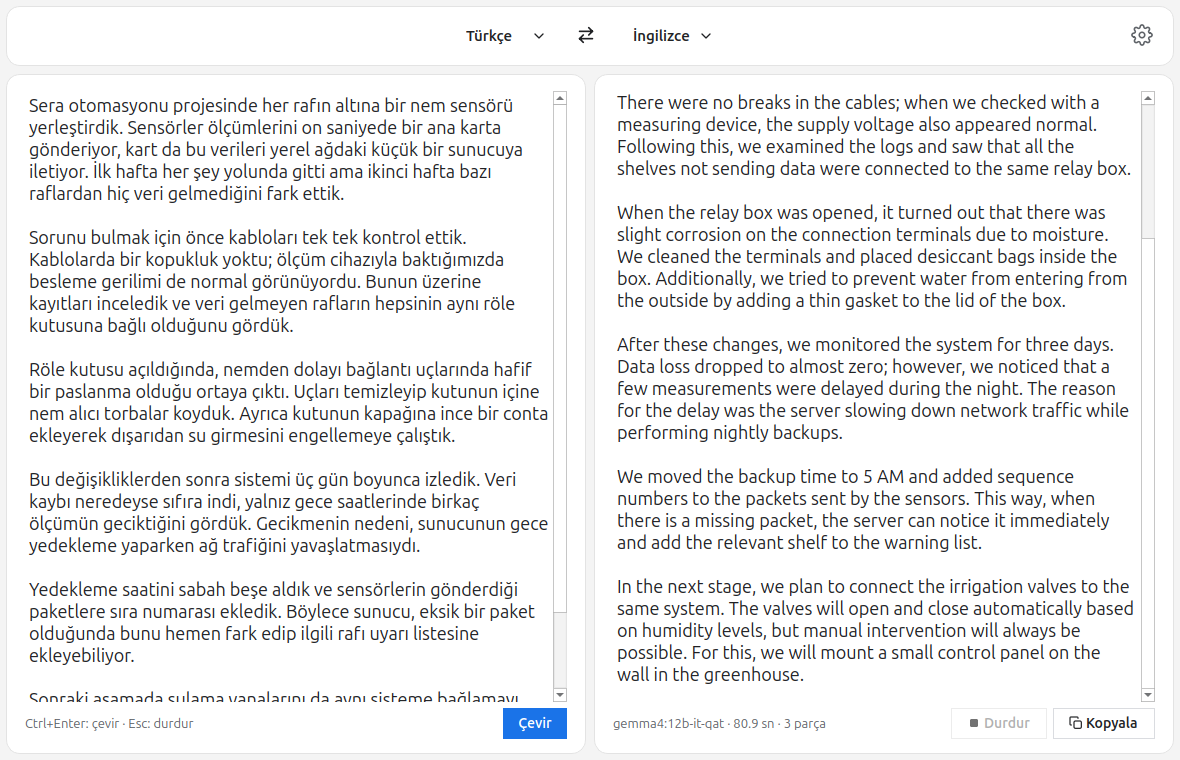 Türkçe
İngilizce
Sera otomasyonu projesinde her rafın altına bir nem sensörü
yerleştirdik. Sensörler ölçümlerini on saniyede bir ana karta
gönderiyor, kart da bu verileri yerel ağdaki küçük bir sunucuya
iletiyor. İlk hafta her şey yolunda gitti ama ikinci hafta bazı
raflardan hiç veri gelmediğini fark ettik.
Sorunu bulmak için önce kabloları tek tek kontrol ettik.
Kablolarda bir kopukluk yoktu; ölçüm cihazıyla baktığımızda
besleme gerilimi de normal görünüyordu. Bunun üzerine
kayıtları inceledik ve veri gelmeyen rafların hepsinin aynı röle
kutusuna bağlı olduğunu gördük.
Röle kutusu açıldığında, nemden dolayı bağlantı uçlarında hafif
bir paslanma olduğu ortaya çıktı. Uçları temizleyip kutunun içine
nem alıcı torbalar koyduk. Ayrıca kutunun kapağına ince bir conta
ekleyerek dışarıdan su girmesini engellemeye çalıştık.
Bu değişikliklerden sonra sistemi üç gün boyunca izledik. Veri
kaybı neredeyse sıfıra indi, yalnız gece saatlerinde birkaç
ölçümün geciktiğini gördük. Gecikmenin nedeni, sunucunun gece
yedekleme yaparken ağ trafiğini yavaşlatmasıydı.
Yedekleme saatini sabah beşe aldık ve sensörlerin gönderdiği
paketlere sıra numarası ekledik. Böylece sunucu, eksik bir paket
olduğunda bunu hemen fark edip ilgili rafı uyarı listesine
ekleyebiliyor.
Sonraki aşamada sulama vanalarını da aynı sisteme bağlamayı
Ctrl+Enter: çevir · Esc: durdur
Çevir
There were no breaks in the cables; when we checked with a
measuring device, the supply voltage also appeared normal.
Following this, we examined the logs and saw that all the
shelves not sending data were connected to the same relay box.
When the relay box was opened, it turned out that there was
slight corrosion on the connection terminals due to moisture.
We cleaned the terminals and placed desiccant bags inside the
box. Additionally, we tried to prevent water from entering from
the outside by adding a thin gasket to the lid of the box.
After these changes, we monitored the system for three days.
Data loss dropped to almost zero; however, we noticed that a
few measurements were delayed during the night. The reason
for the delay was the server slowing down network traffic while
performing nightly backups.
We moved the backup time to 5 AM and added sequence
numbers to the packets sent by the sensors. This way, when
there is a missing packet, the server can notice it immediately
and add the relevant shelf to the warning list.
In the next stage, we plan to connect the irrigation valves to the
same system. The valves will open and close automatically based
on humidity levels, but manual intervention will always be
possible. For this, we will mount a small control panel on the
wall in the greenhouse.
gemma4:12b-it-qat · 80.9 sn · 3 parça
Durdur
Kopyala